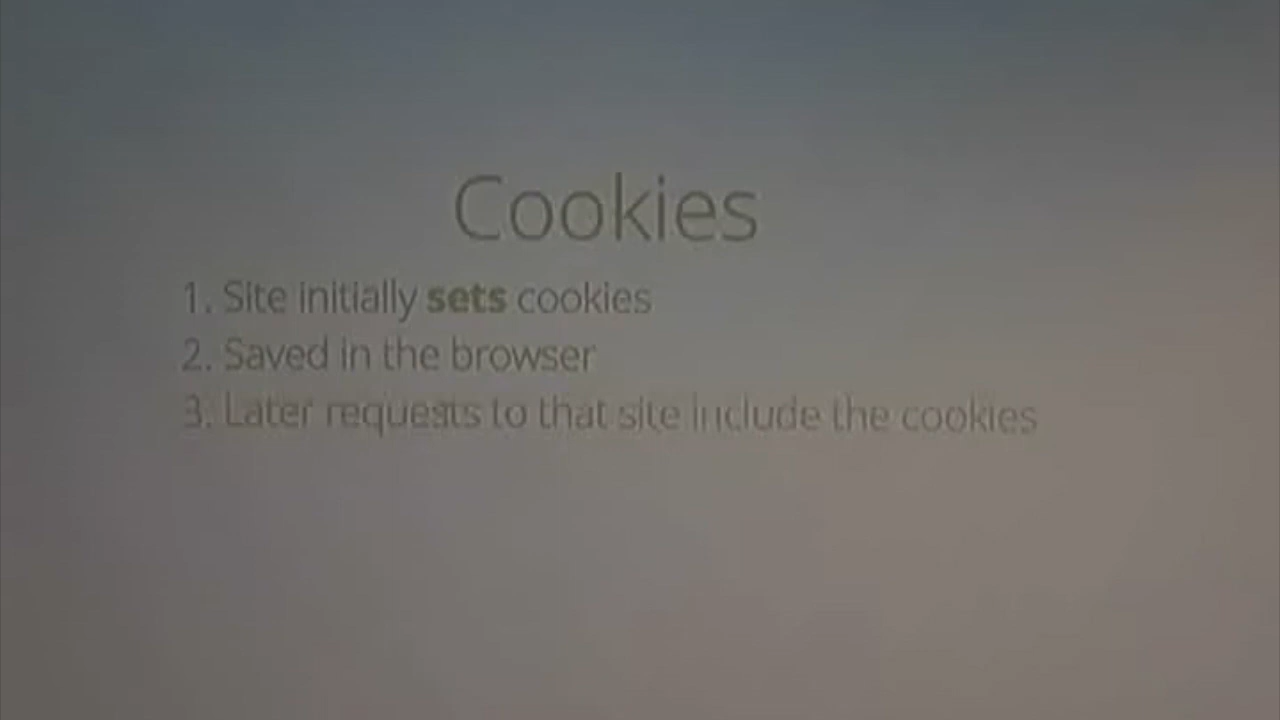 Cookies
1. Site initially sets cookies
2. Saved in the browser
3. Later requests to that site include the cookies